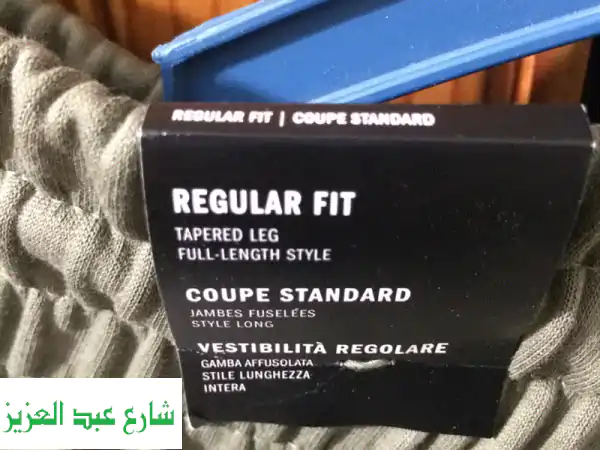 REGULAR FIT | COUPE STANDARD
REGULAR FIT
TAPERED LEG
FULL-LENGTH STYLE
COUPE STANDARD
JAMBES FUSELÉES
STYLE LONG
VESTIBILITÀ REGOLARE
GAMBA AFFUSOLATA
STILE LUNGHEZZA
INTERA
شارع عبد العزيز